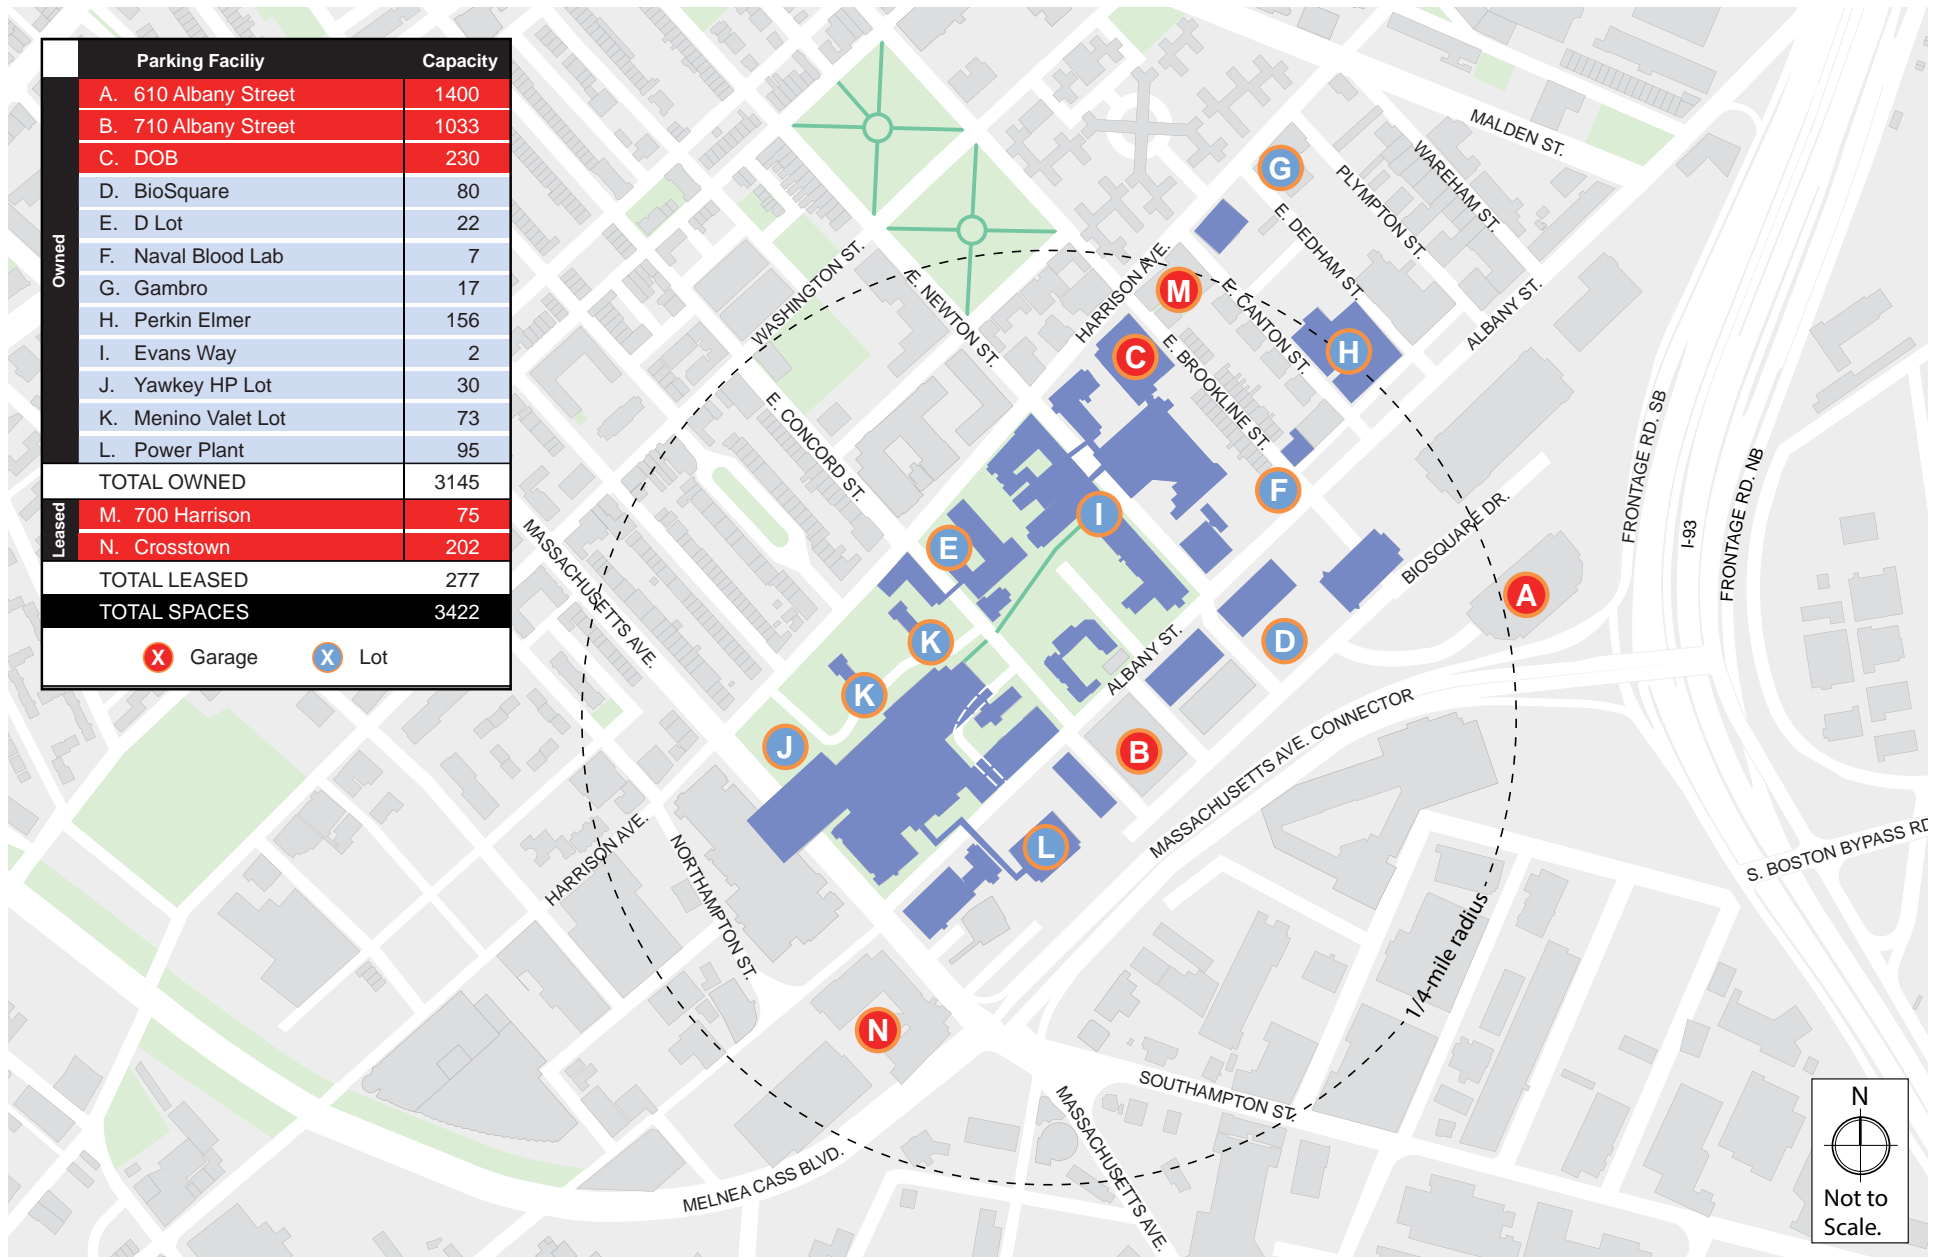 Parking Faciliy Capacity
Owned
A. 610 Albany Street 1400
B. 710 Albany Street 1033
C. DOB 230
D. BioSquare 80
E. D Lot 22
F. Naval Blood Lab 7
G. Gambro 17
H. Perkin Elmer 156
I. Evans Way 2
J. Yawkey HP Lot 30
K. Menino Valet Lot 73
L. Power Plant 95
TOTAL OWNED 3145
Leased
M. 700 Harrison 75
N. Crosstown 202
TOTAL LEASED 277
TOTAL SPACES 3422
X Garage X Lot
MALDEN ST.
WAREHAM ST.
PLYMPTON ST.
G
E. DEDHAM ST.
HARRISON AVE.
WASHINGTON ST.
E. NEWTON ST.
M
E. CANTON ST.
ALBANY ST.
C
H
E. BROOKLINE ST.
E. CONCORD ST.
FRONTAGE RD. SB
I-93
FRONTAGE RD. NB
F
I
E
BIOSQUARE DR.
MASSACHUSETTS AVE.
A
K
D
ALBANY ST.
K
J
B
MASSACHUSETTS AVE. CONNECTOR
L
HARRISON AVE.
NORTHAMPTON ST.
S. BOSTON BYPASS RD
1/4-mile radius
N
SOUTHAMPTON ST.
MASSACHUSETTS AVE.
MELNEA CASS BLVD.
N
Not to
Scale.